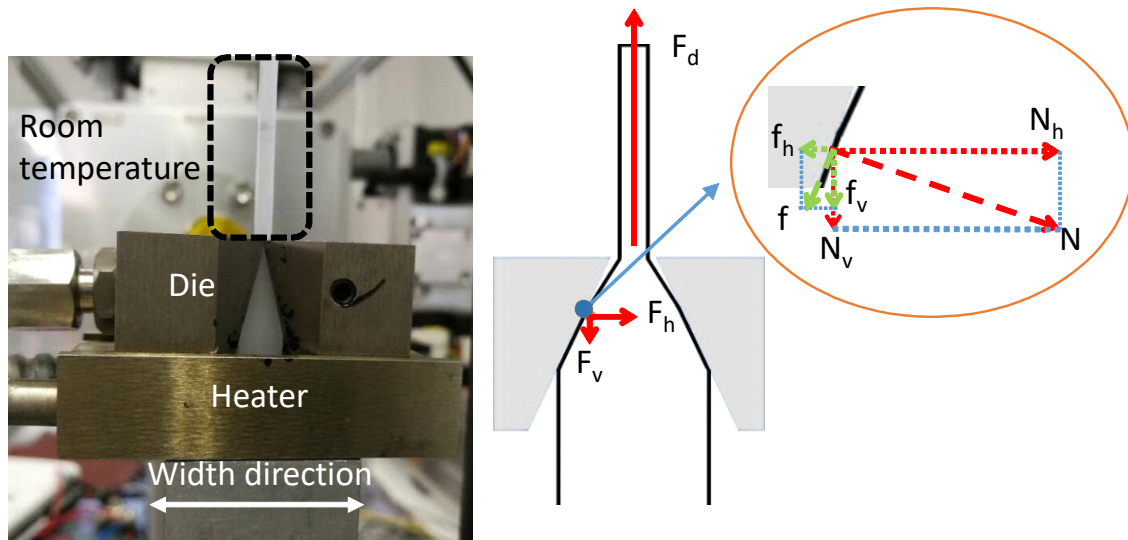 Room
temperature
Die
Heater
Width direction
F_d
F_h
F_v
f_h
N_h
f_v
f
N_v
N